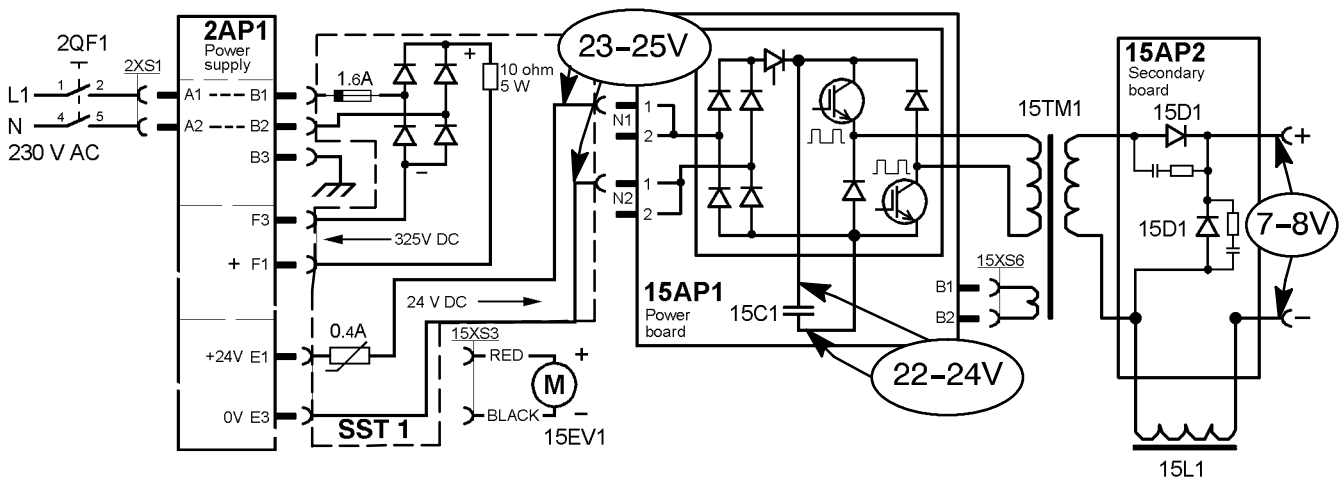 2AP1
Power
supply
2QF1
2XS1
L1
1
2
N
4
5
230 V AC
A1
B1
A2
B2
B3
F3
+ F1
+24V E1
0V E3
1.6A
+
10 ohm
5 W
−
325V DC
24 V DC
0.4A
SST 1
15XS3
RED
BLACK
+
M
−
15EV1
23–25V
N1
1
2
N2
1
2
15AP1
Power
board
15C1
22–24V
B1
B2
15XS6
15TM1
15AP2
Secondary
board
15D1
15D1
+
7–8V
−
15L1